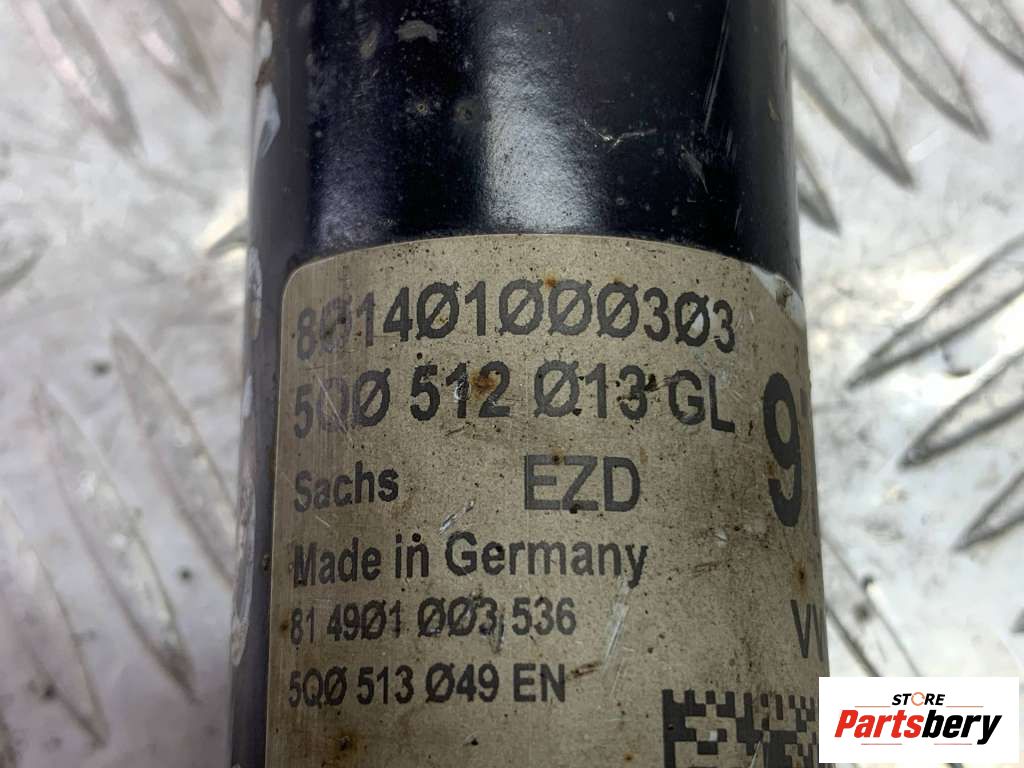 8Ø14Ø1ØØØ3Ø3
5QØ 512 Ø13 GL
Sachs EZD
Made in Germany
81 49Ø1 ØØ3 536
5QØ 513 Ø49 EN
STORE
Partsbery